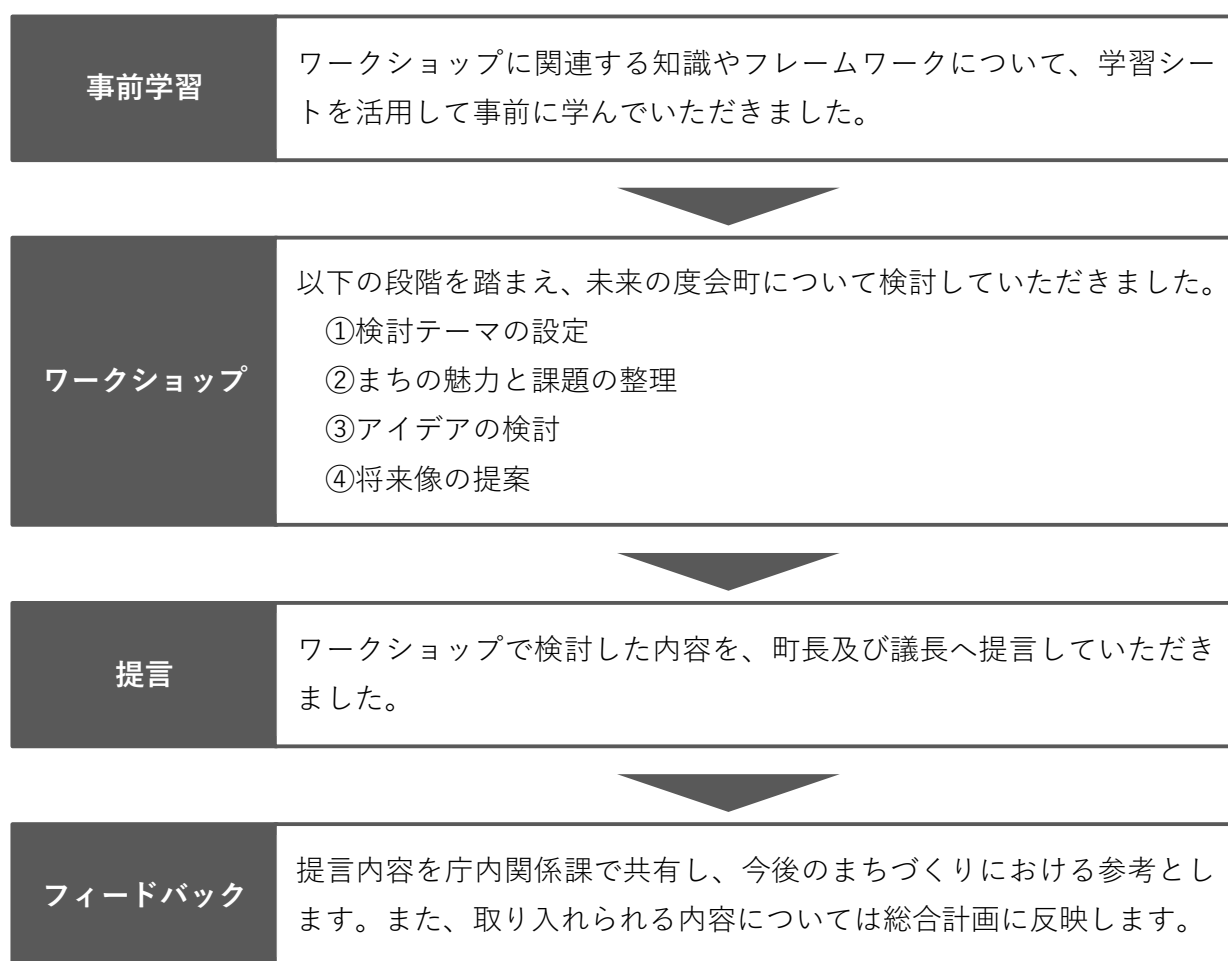 事前学習
ワークショップに関連する知識やフレームワークについて、学習シー
トを活用して事前に学んでいただきました。
ワークショップ
以下の段階を踏まえ、未来の度会町について検討していただきました。
①検討テーマの設定
②まちの魅力と課題の整理
③アイデアの検討
④将来像の提案
提言
ワークショップで検討した内容を、町長及び議長へ提言していただき
ました。
フィードバック
提言内容を庁内関係課で共有し、今後のまちづくりにおける参考とし
ます。また、取り入れられる内容については総合計画に反映します。